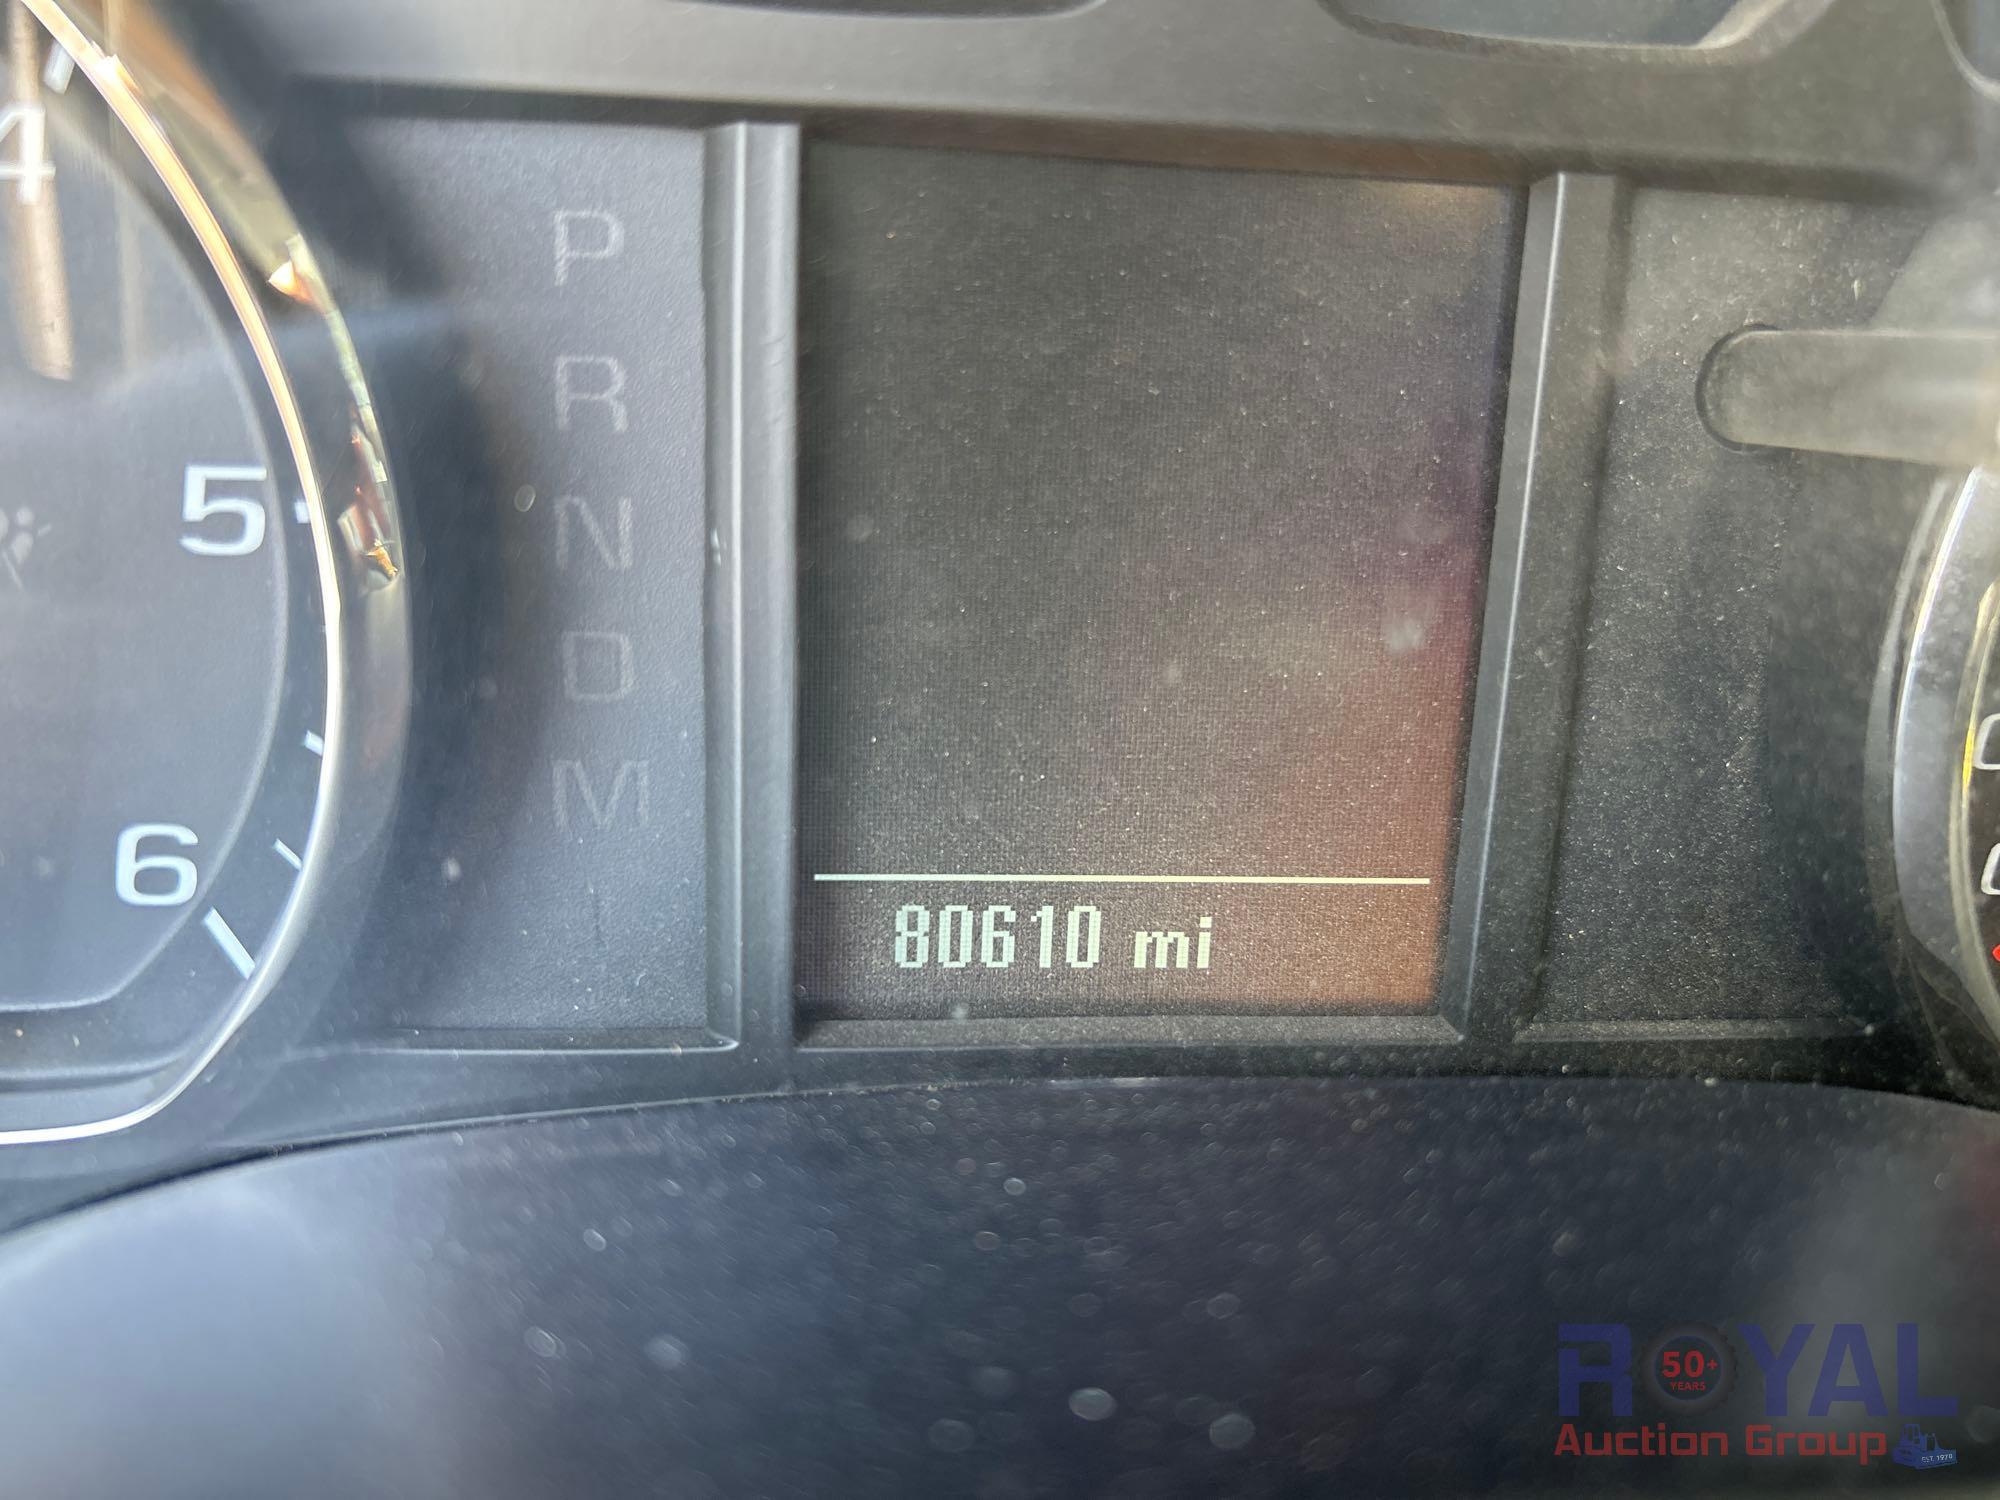 4
P
R
N
D
M
5
6
80610 mi
ROYAL
50+
YEARS
Auction Group
EST. 1970